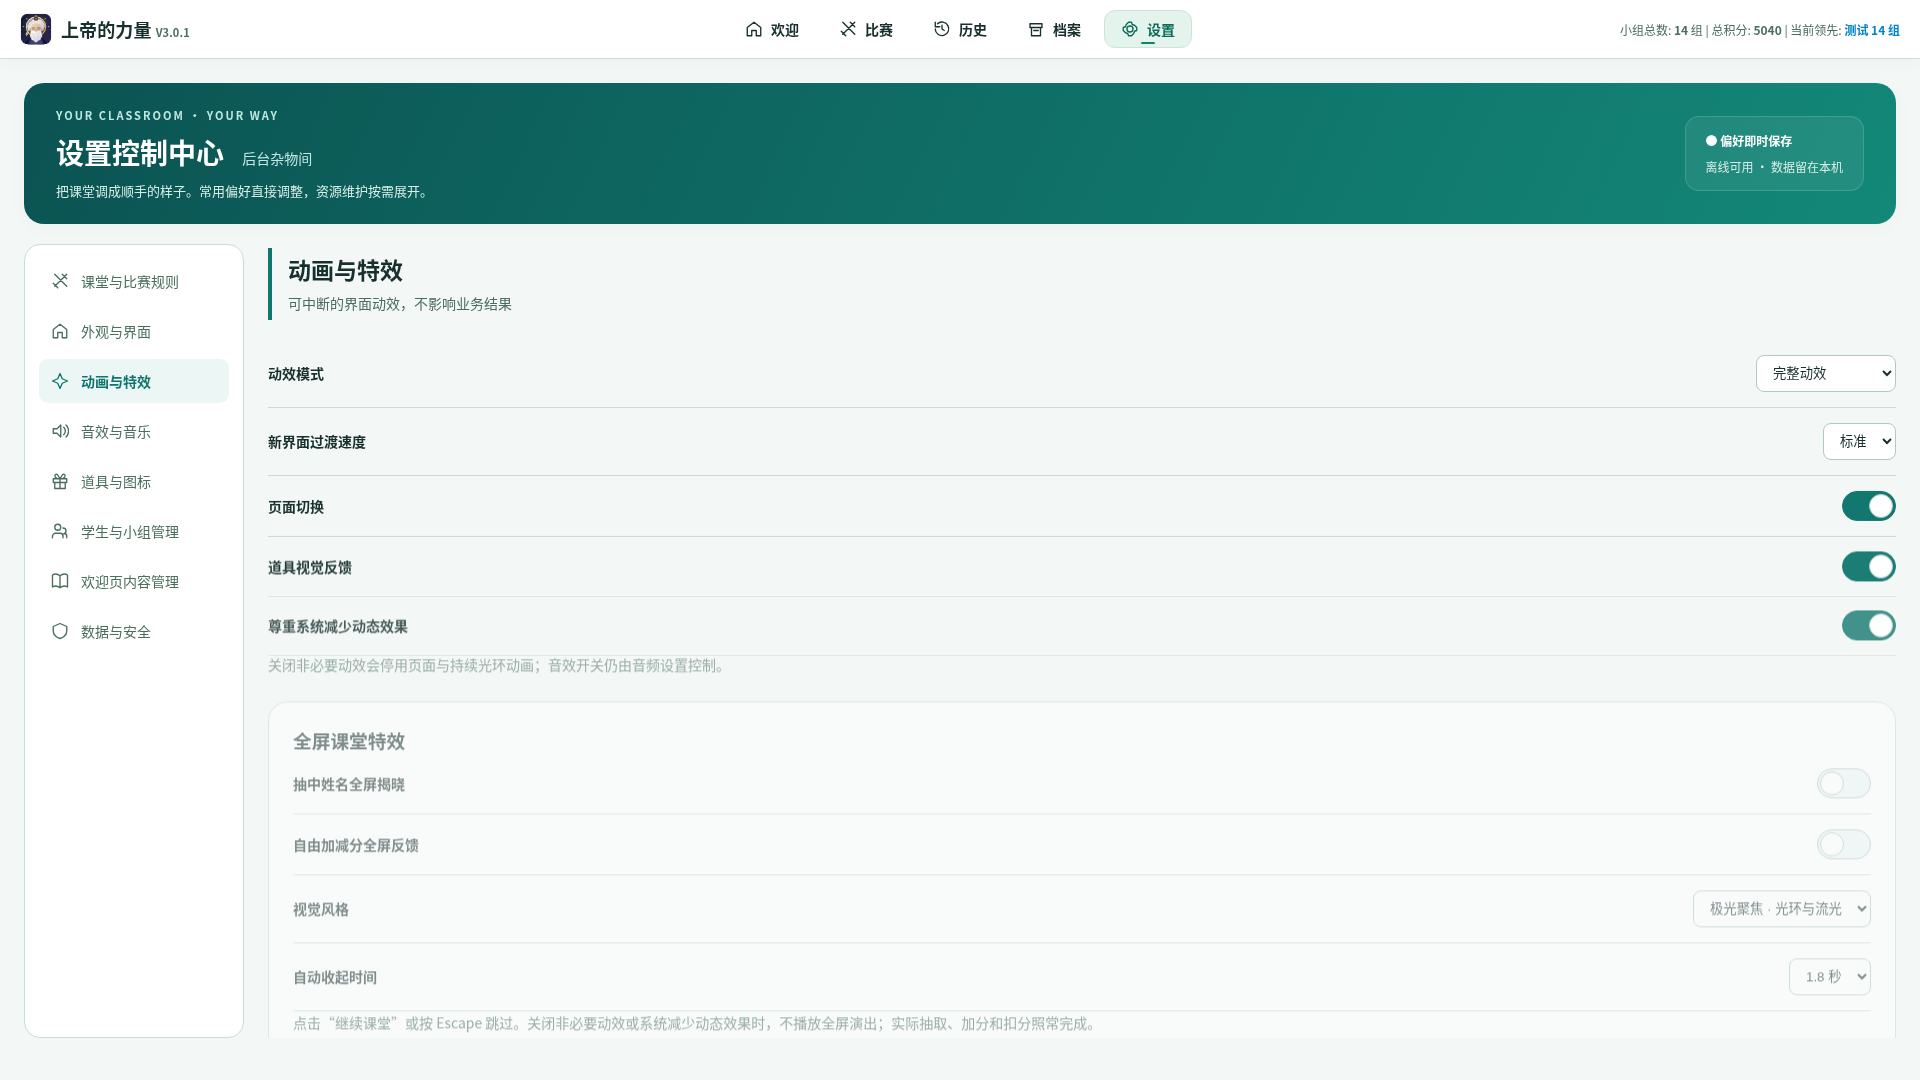 上帝的力量 V3.0.1
欢迎
比赛
历史
档案
设置
小组总数: 14 组 | 总积分: 5040 | 当前领先: 测试 14 组
YOUR CLASSROOM · YOUR WAY
设置控制中心 后台杂物间
把课堂调成顺手的样子。常用偏好直接调整，资源维护按需展开。
偏好即时保存
离线可用 · 数据留在本机
课堂与比赛规则
外观与界面
动画与特效
音效与音乐
道具与图标
学生与小组管理
欢迎页内容管理
数据与安全
动画与特效
可中断的界面动效，不影响业务结果
动效模式
完整动效
新界面过渡速度
标准
页面切换
道具视觉反馈
尊重系统减少动态效果
关闭非必要动效会停用页面与持续光环动画；音效开关仍由音频设置控制。
全屏课堂特效
抽中姓名全屏揭晓
自由加减分全屏反馈
视觉风格
极光聚焦 · 光环与流光
自动收起时间
1.8 秒
点击“继续课堂”或按 Escape 跳过。关闭非必要动效或系统减少动态效果时，不播放全屏演出；实际抽取、加分和扣分照常完成。